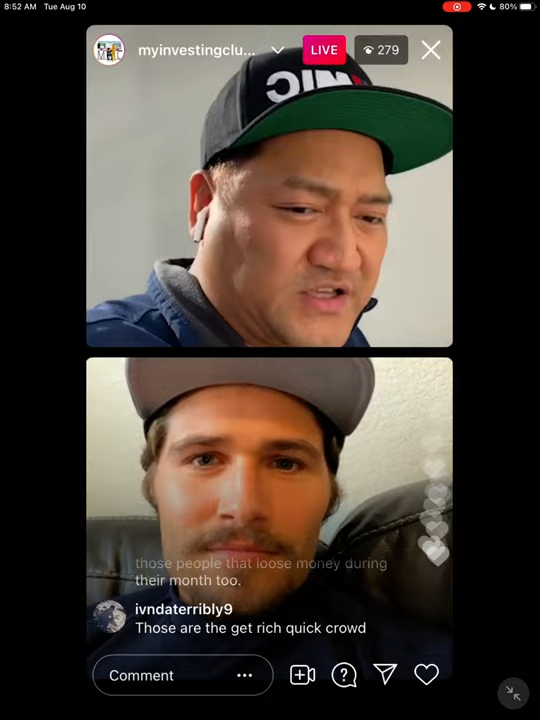 8:52 AM Tue Aug 10 80%
myinvestingclu... LIVE 279
MIC
those people that loose money during
their month too.
ivndaterribly9
Those are the get rich quick crowd
Comment